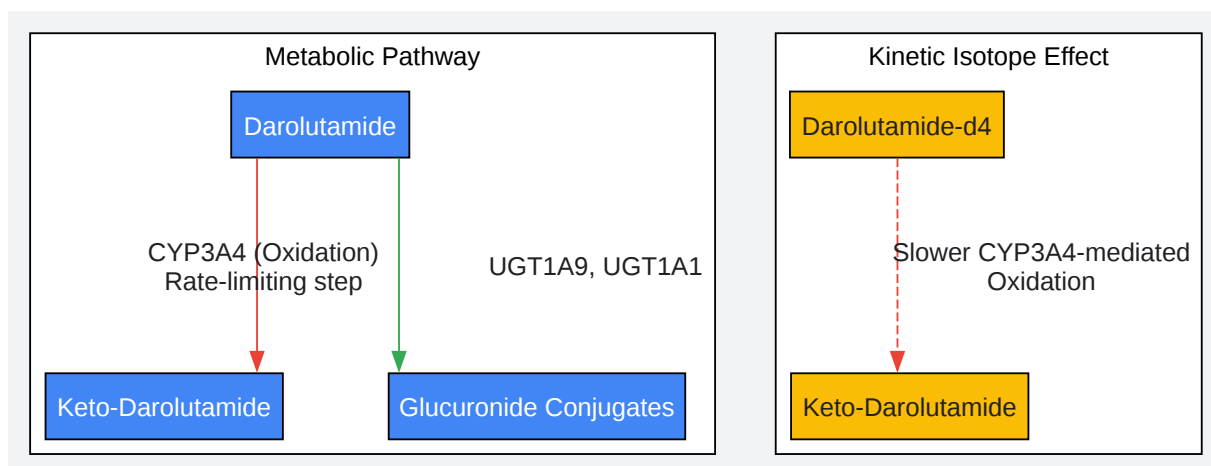 Metabolic Pathway
Darolutamide
CYP3A4 (Oxidation)
Rate-limiting step
UGT1A9, UGT1A1
Keto-Darolutamide
Glucuronide Conjugates
Kinetic Isotope Effect
Darolutamide-d4
Slower CYP3A4-mediated
Oxidation
Keto-Darolutamide